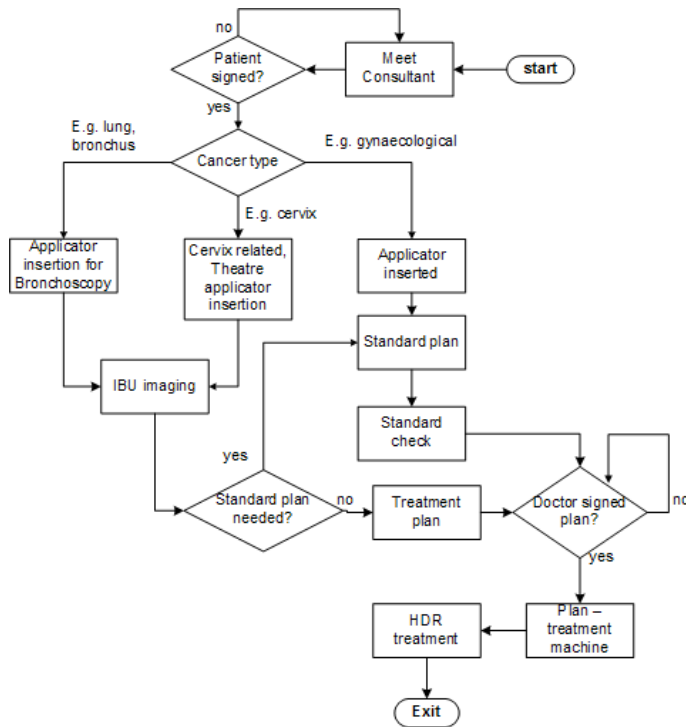 no
Patient
signed?
Meet
Consultant
start
yes
E.g. lung,
bronchus
Cancer type
E.g. gynaecological
E.g. cervix
Applicator
insertion for
Bronchoscopy
Cervix related,
Theatre
applicator
insertion
Applicator
inserted
Standard plan
IBU imaging
Standard
check
yes
Standard plan
needed?
no
Treatment
plan
Doctor signed
plan?
no
yes
HDR
treatment
Plan –
treatment
machine
Exit